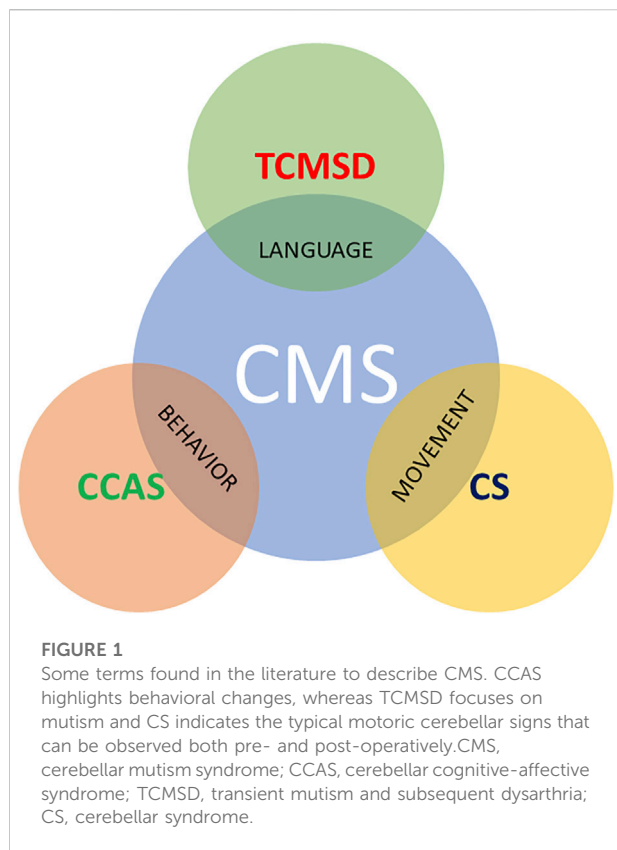 TCMSD
LANGUAGE
CMS
BEHAVIOR
MOVEMENT
CCAS
CS
FIGURE 1
Some terms found in the literature to describe CMS. CCAS
highlights behavioral changes, whereas TCMSD focuses on
mutism and CS indicates the typical motoric cerebellar signs that
can be observed both pre- and post-operatively.CMS,
cerebellar mutism syndrome; CCAS, cerebellar cognitive-affective
syndrome; TCMSD, transient mutism and subsequent dysarthria;
CS, cerebellar syndrome.